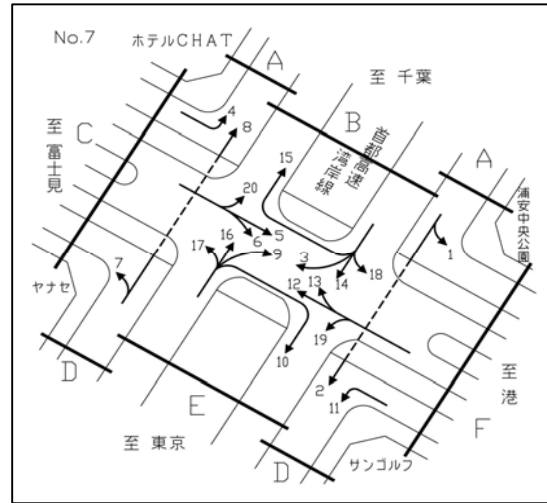 No.7
ホテルCHAT
A
至 千葉
B
首都高速
湾岸線
A
浦安中央公園
至 富士見
C
4
8
15
20
5
6
16
17
9
3
14
18
1
7
12
13
19
10
2
11
ヤナセ
D
E
至 東京
D
サンゴルフ
F
至 港